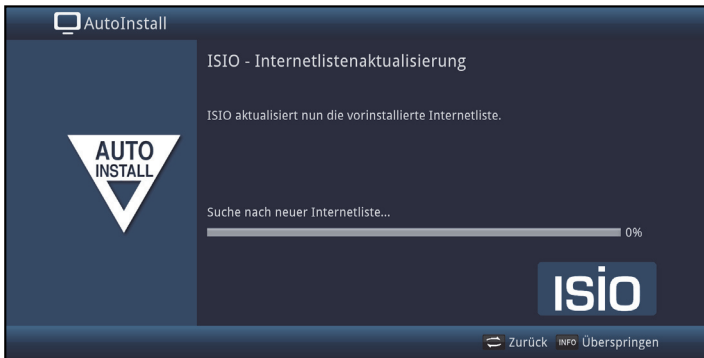 AutoInstall
ISIO - Internetlistenaktualisierung
ISIO aktualisiert nun die vorinstallierte Internetliste.
AUTO
INSTALL
Suche nach neuer Internetliste...
0%
ISIO
Zurück INFO Überspringen